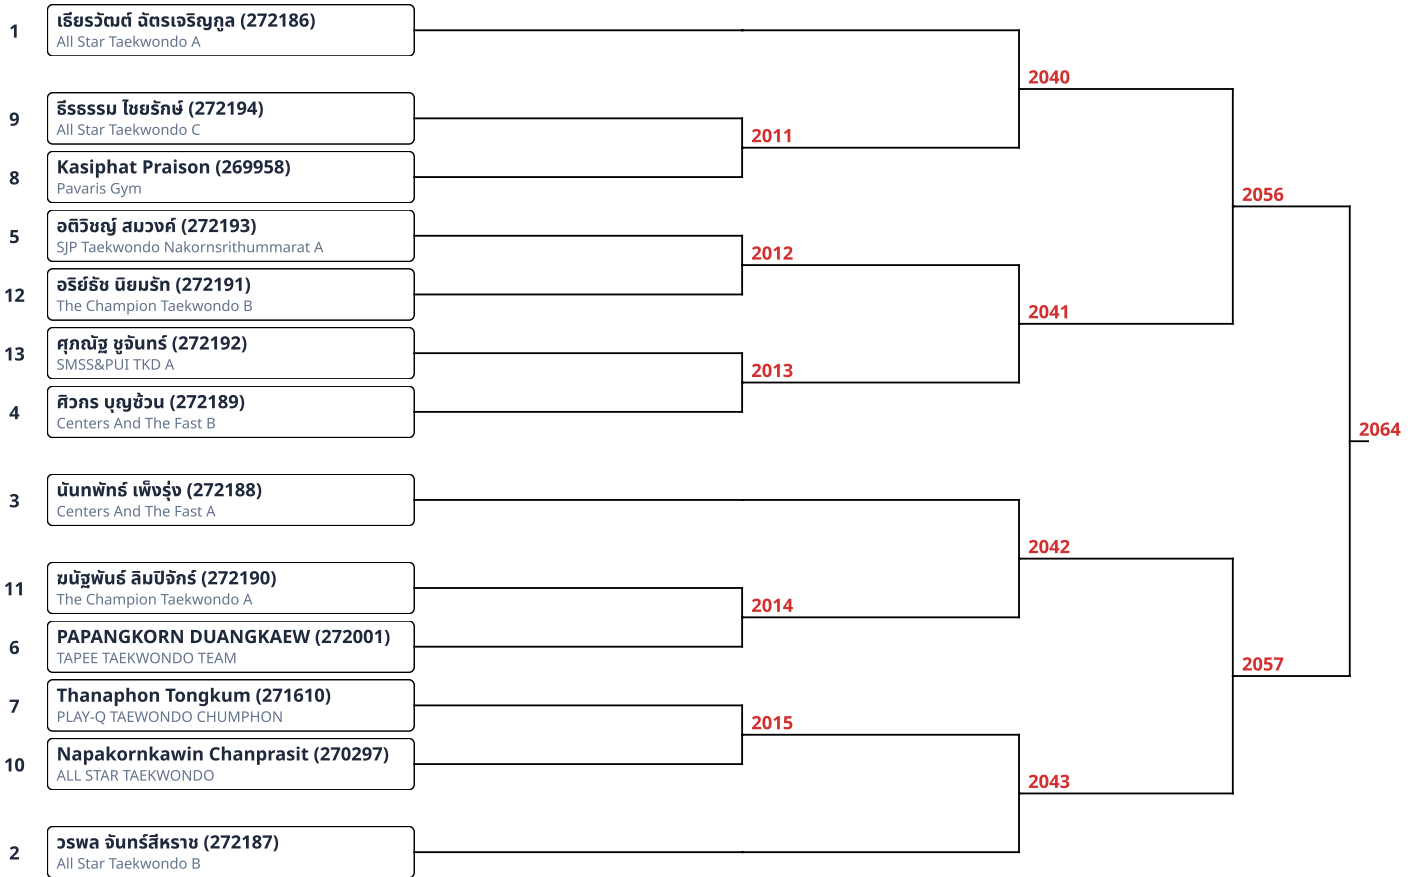 1
เธียรวัฒต์ ฉัตรเจริญกูล (272186)
All Star Taekwondo A
2040
9
ธีรธรรม ไชยรักษ์ (272194)
All Star Taekwondo C
2011
8
Kasiphat Praison (269958)
Pavaris Gym
2056
5
อติวิชญ์ สมวงค์ (272193)
SJP Taekwondo Nakornsrithummarat A
2012
12
อริย์ธัช นิยมรัท (272191)
The Champion Taekwondo B
2041
13
ศุภณัฐ ชูจันทร์ (272192)
SMSS&PUI TKD A
2013
4
ศิวกร บุญช้วน (272189)
Centers And The Fast B
2064
3
นันทพัทธ์ เพ็งรุ่ง (272188)
Centers And The Fast A
2042
11
ฆนัฐพันธ์ ลิมปิจักร์ (272190)
The Champion Taekwondo A
2014
6
PAPANGKORN DUANGKAEW (272001)
TAPEE TAEKWONDO TEAM
2057
7
Thanaphon Tongkum (271610)
PLAY-Q TAEWONDO CHUMPHON
2015
10
Napakornkawin Chanprasit (270297)
ALL STAR TAEKWONDO
2043
2
วรพล จันทร์สีหราช (272187)
All Star Taekwondo B